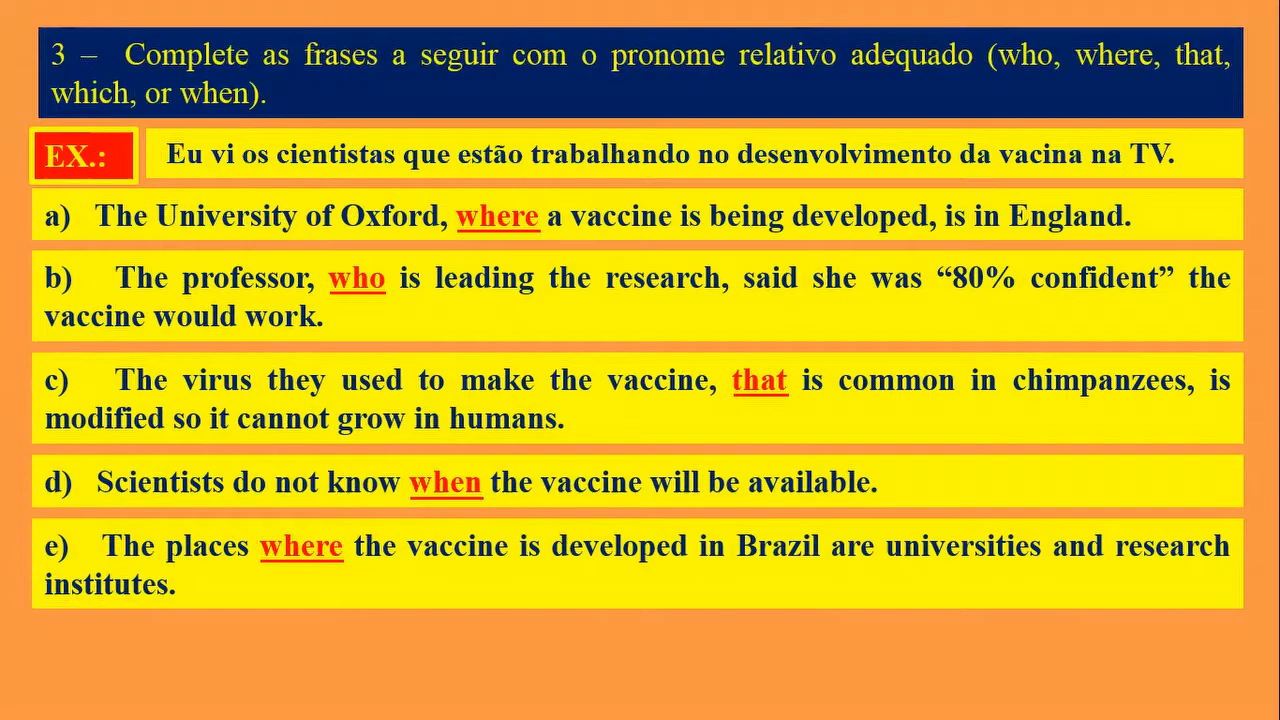 3 – Complete as frases a seguir com o pronome relativo adequado (who, where, that,
which, or when).
EX.: Eu vi os cientistas que estão trabalhando no desenvolvimento da vacina na TV.
a) The University of Oxford, where a vaccine is being developed, is in England.
b) The professor, who is leading the research, said she was “80% confident” the
vaccine would work.
c) The virus they used to make the vaccine, that is common in chimpanzees, is
modified so it cannot grow in humans.
d) Scientists do not know when the vaccine will be available.
e) The places where the vaccine is developed in Brazil are universities and research
institutes.